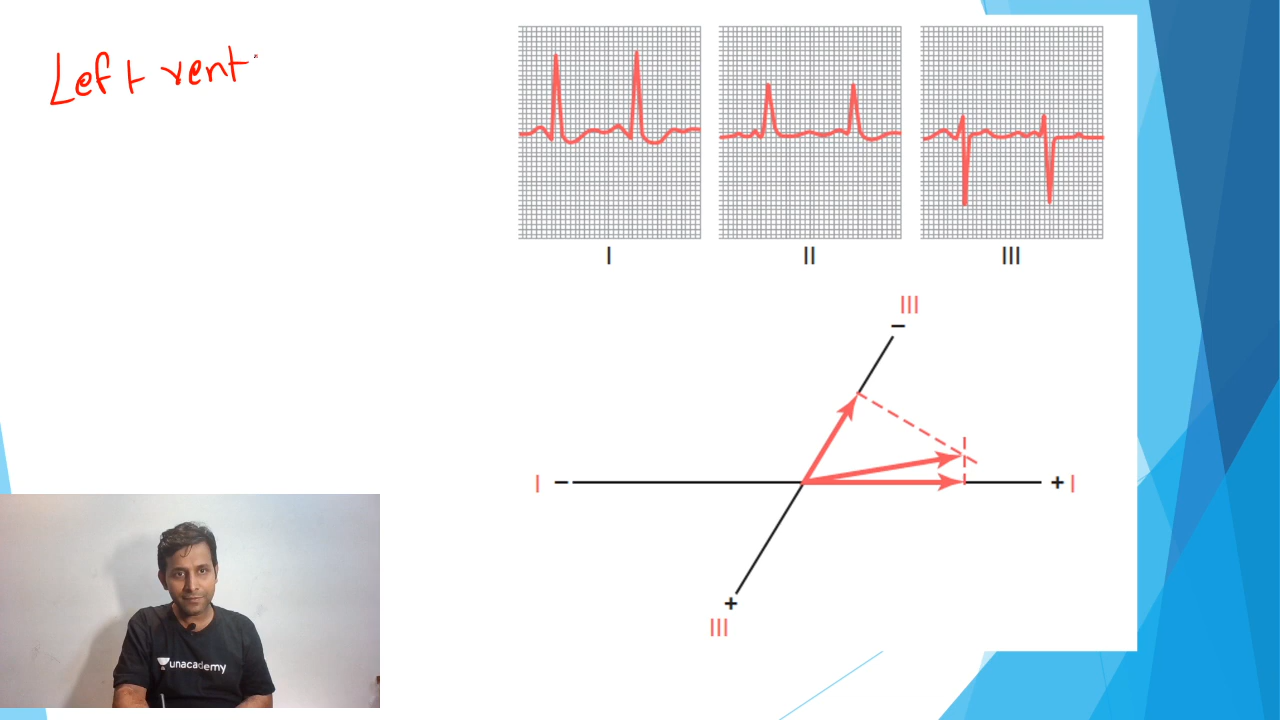 Left vent
I
II
III
III
−
I − + I
+
III
unacademy